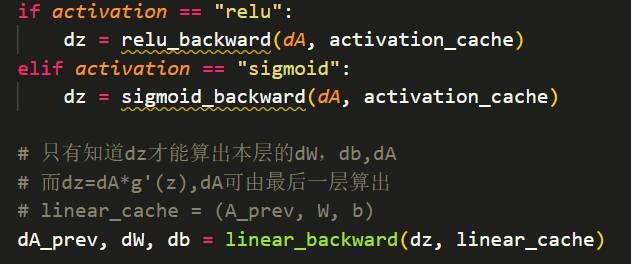 if activation == "relu":
    dz = relu_backward(dA, activation_cache)
elif activation == "sigmoid":
    dz = sigmoid_backward(dA, activation_cache)
# 只有知道dz才能算出本层的dW，db,dA
# 而dz=dA*g'(z),dA可由最后一层算出
# linear_cache = (A_prev, W, b)
dA_prev, dW, db = linear_backward(dz, linear_cache)